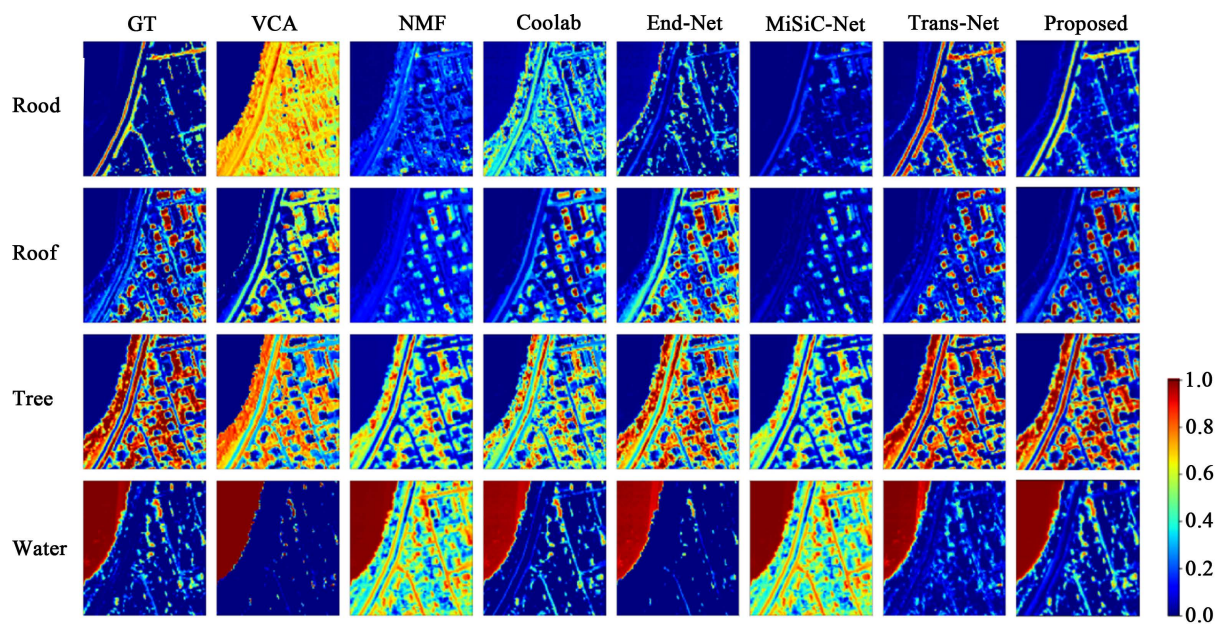 GT VCA NMF Coolab End-Net MiSiC-Net Trans-Net Proposed
Rood
Roof
Tree
Water
1.0
0.8
0.6
0.4
0.2
0.0